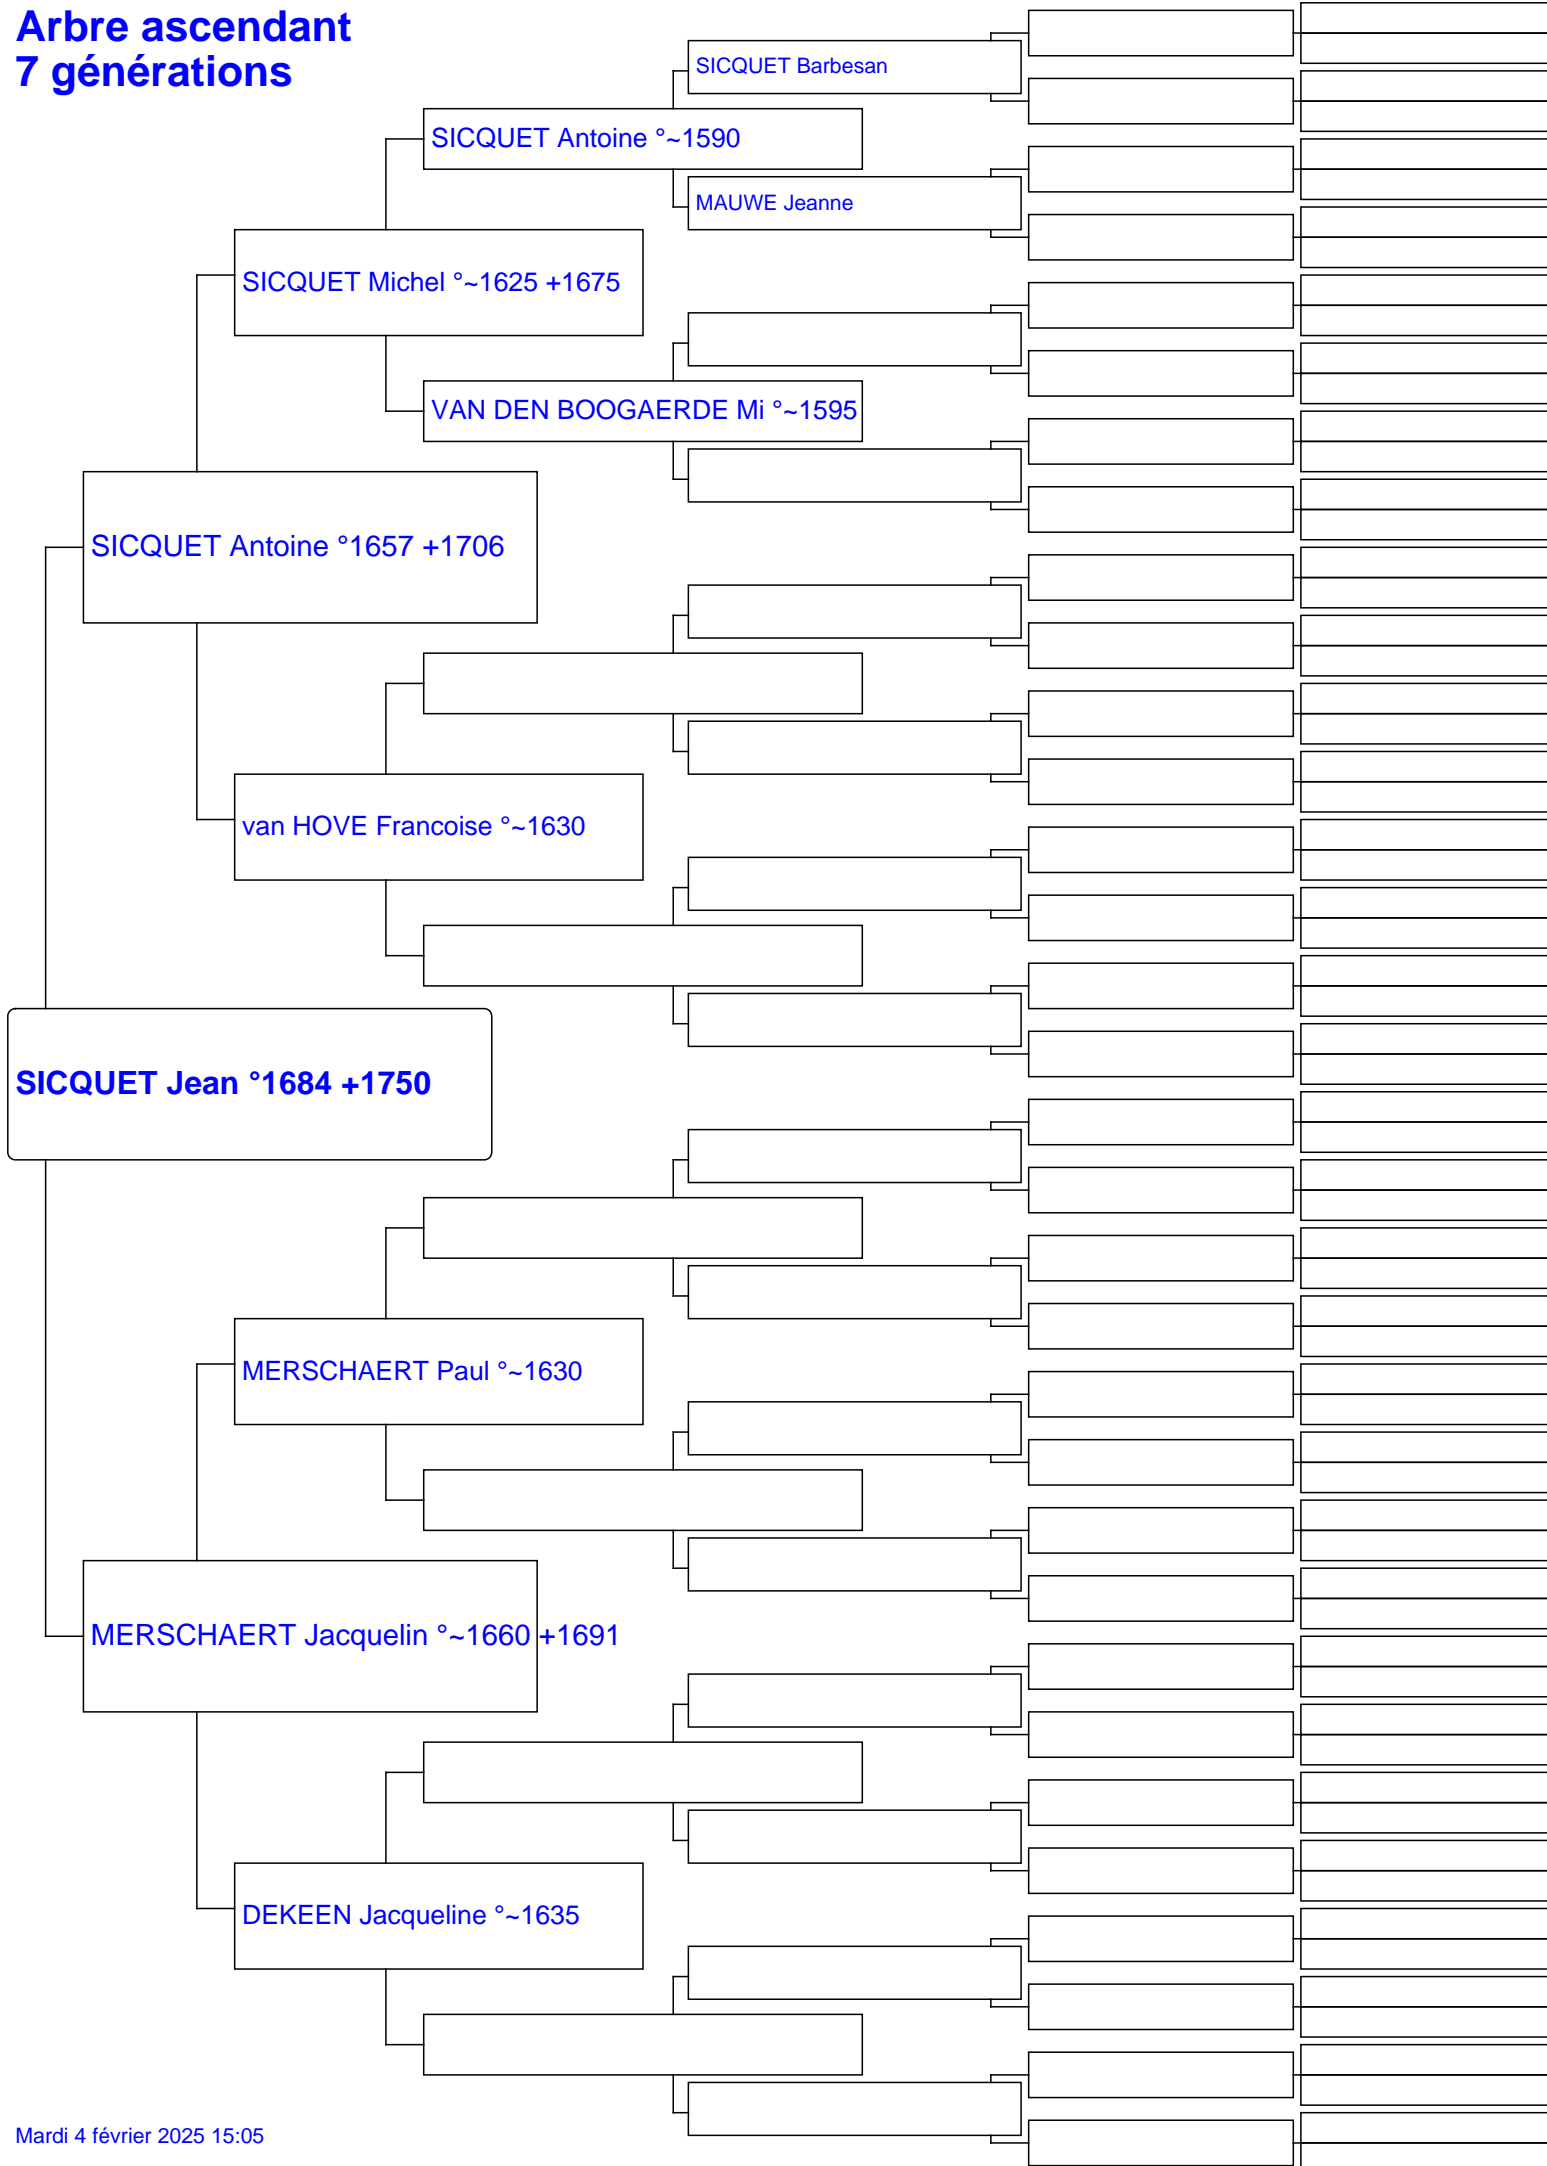 Arbre ascendant
7 générations
SICQUET Barbesan
SICQUET Antoine °~1590
MAUWE Jeanne
SICQUET Michel °~1625 +1675
VAN DEN BOOGAERDE Mi °~1595
SICQUET Antoine °1657 +1706
van HOVE Francoise °~1630
SICQUET Jean °1684 +1750
MERSCHAERT Paul °~1630
MERSCHAERT Jacquelin °~1660 +1691
DEKEEN Jacqueline °~1635
Mardi 4 février 2025 15:05